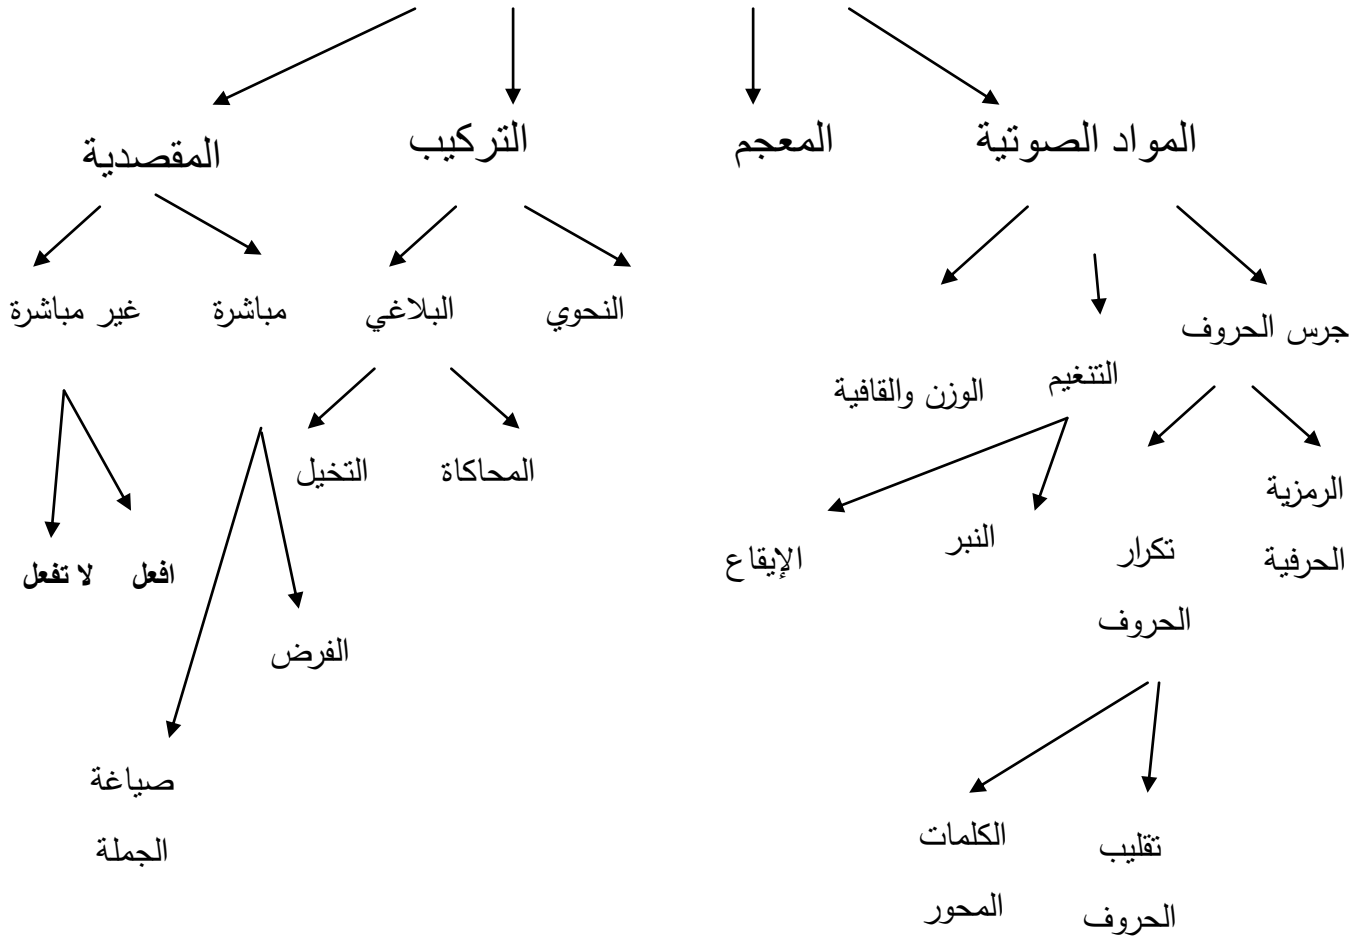 المواد الصوتية
المعجم
التركيب
المقصدية
جرس الحروف
التنغيم
الوزن والقافية
النحوي
البلاغي
مباشرة
غير مباشرة
الرمزية
الحرفية
تكرار
الحروف
النبر
الإيقاع
المحاكاة
التخيل
افعل
لا تفعل
الفرض
صياغة
الجملة
تقليب
الحروف
الكلمات
المحور